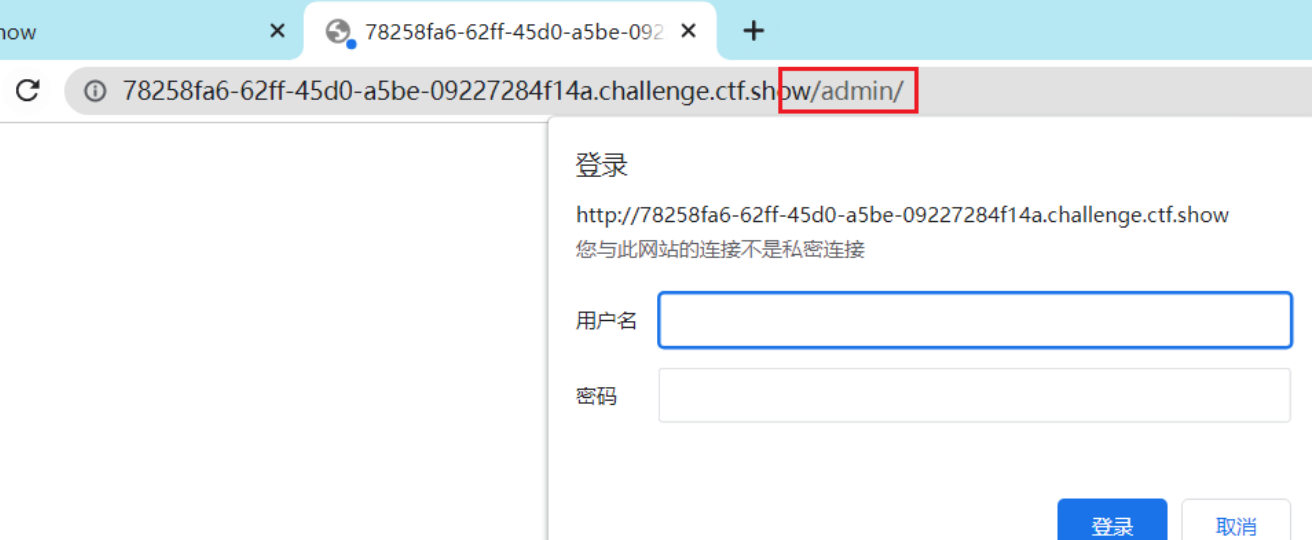 how
78258fa6-62ff-45d0-a5be-092
78258fa6-62ff-45d0-a5be-09227284f14a.challenge.ctf.show/admin/
登录
http://78258fa6-62ff-45d0-a5be-09227284f14a.challenge.ctf.show
您与此网站的连接不是私密连接
用户名
密码
登录
取消